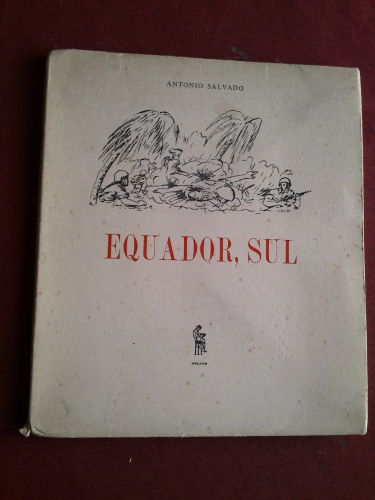 ANTONIO SALVADO
EQUADOR, SUL